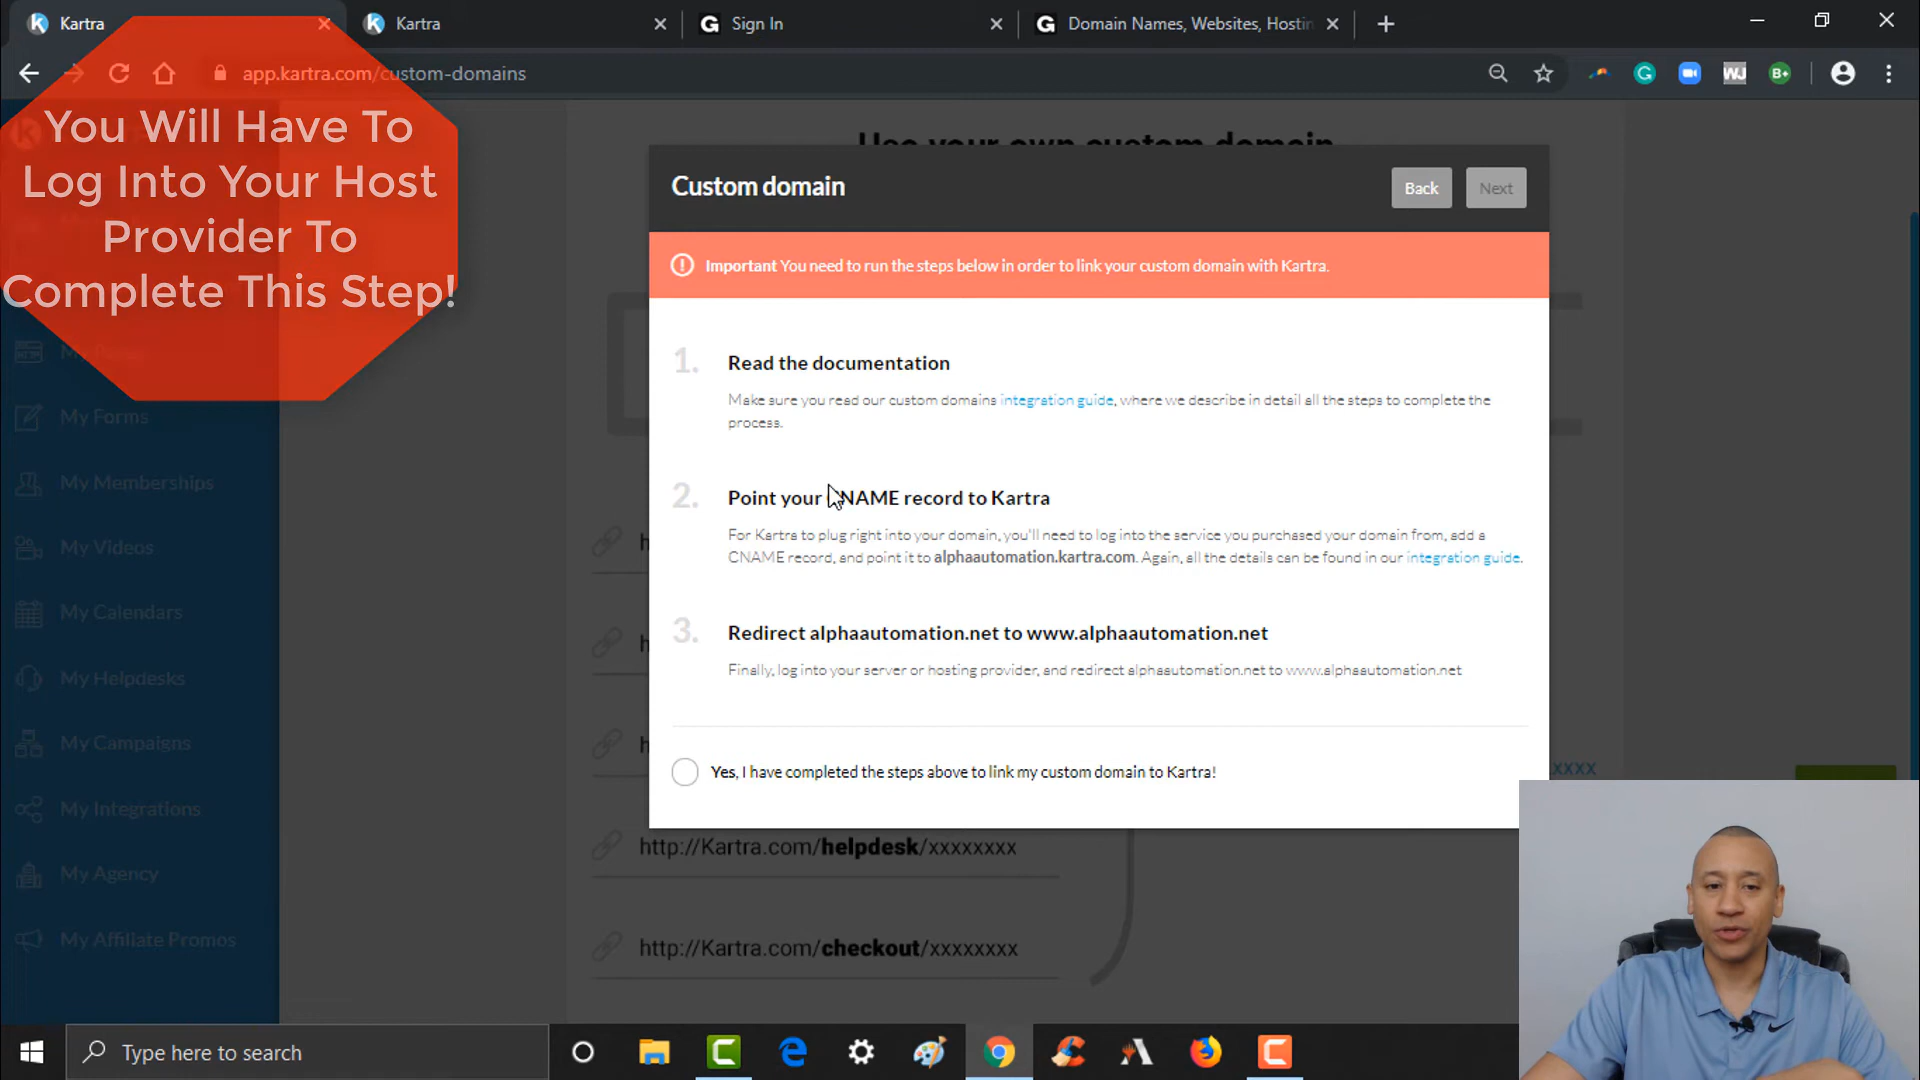 Kartra
Kartra
Sign In
Domain Names, Websites, Hostin
app.kartra.com/custom-domains
You Will Have To
Log Into Your Host
Provider To
Complete This Step!
Use your own custom domain
Custom domain
Back
Next
Important You need to run the steps below in order to link your custom domain with Kartra.
1. Read the documentation
Make sure you read our custom domains integration guide, where we describe in detail all the steps to complete the
process.
2. Point your CNAME record to Kartra
For Kartra to plug right into your domain, you'll need to log into the service you purchased your domain from, add a
CNAME record, and point it to alphaautomation.kartra.com. Again, all the details can be found in our integration guide.
3. Redirect alphaautomation.net to www.alphaautomation.net
Finally, log into your server or hosting provider, and redirect alphaautomation.net to www.alphaautomation.net
Yes, I have completed the steps above to link my custom domain to Kartra!
My Forms
My Memberships
My Videos
My Calendars
My Helpdesks
My Campaigns
My Integrations
My Agency
My Affiliate Promos
xxxx
http://Kartra.com/helpdesk/xxxxxxxx
http://Kartra.com/checkout/xxxxxxxx
Type here to search